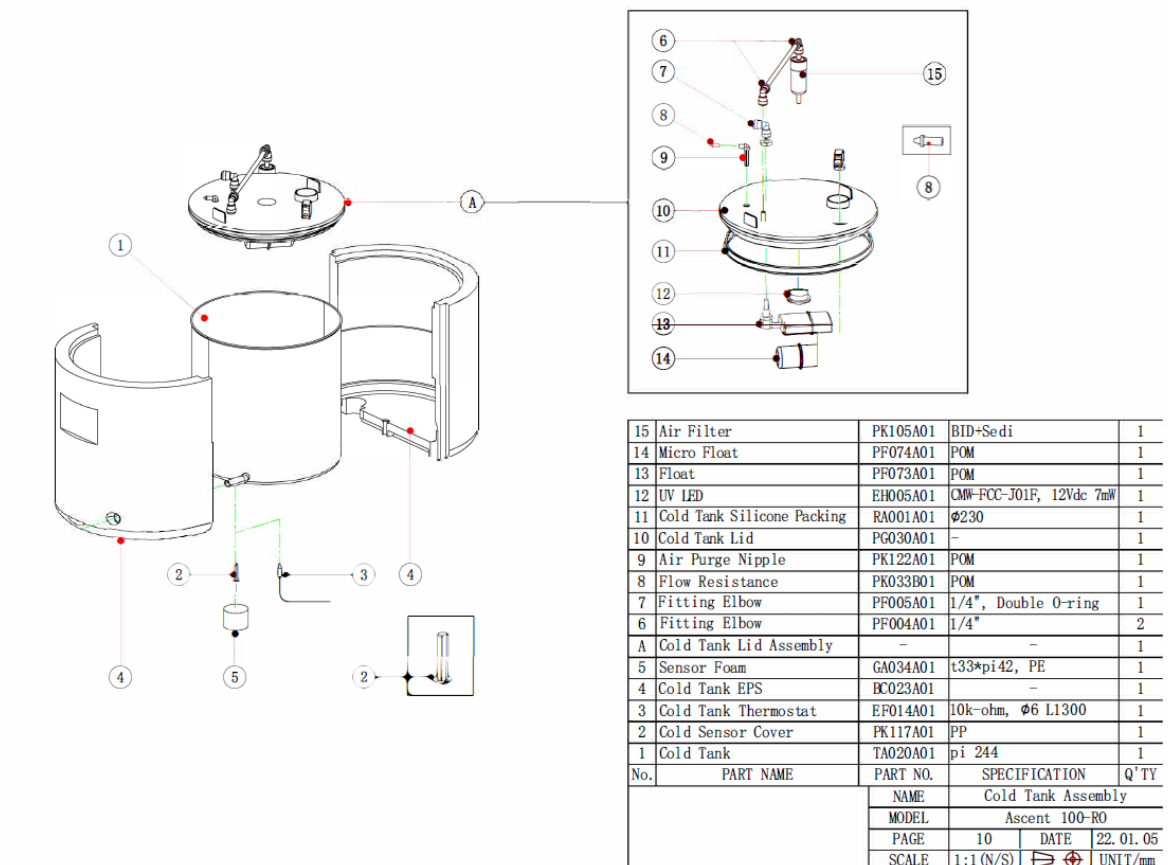 6
7
8
9
15
8
10
11
12
13
14
A
1
2
3
4
5
4
2
15 Air Filter PK105A01 BID+Sedi 1
14 Micro Float PF074A01 POM 1
13 Float PF073A01 POM 1
12 UV LED EH005A01 CMW-FCC-J01F, 12Vdc 7mW 1
11 Cold Tank Silicone Packing RA001A01 Ø230 1
10 Cold Tank Lid PG030A01 - 1
9 Air Purge Nipple PK122A01 POM 1
8 Flow Resistance PK033B01 POM 1
7 Fitting Elbow PF005A01 1/4", Double O-ring 1
6 Fitting Elbow PF004A01 1/4" 2
A Cold Tank Lid Assembly - - 1
5 Sensor Foam GA034A01 t33*pi42, PE 1
4 Cold Tank EPS BC023A01 - 1
3 Cold Tank Thermostat EF014A01 10k-ohm, Ø6 L1300 1
2 Cold Sensor Cover PK117A01 PP 1
1 Cold Tank TA020A01 pi 244 1
No. PART NAME PART NO. SPECIFICATION Q'TY
NAME Cold Tank Assembly
MODEL Ascent 100-RO
PAGE 10 DATE 22.01.05
SCALE 1:1(N/S) UNIT/mm